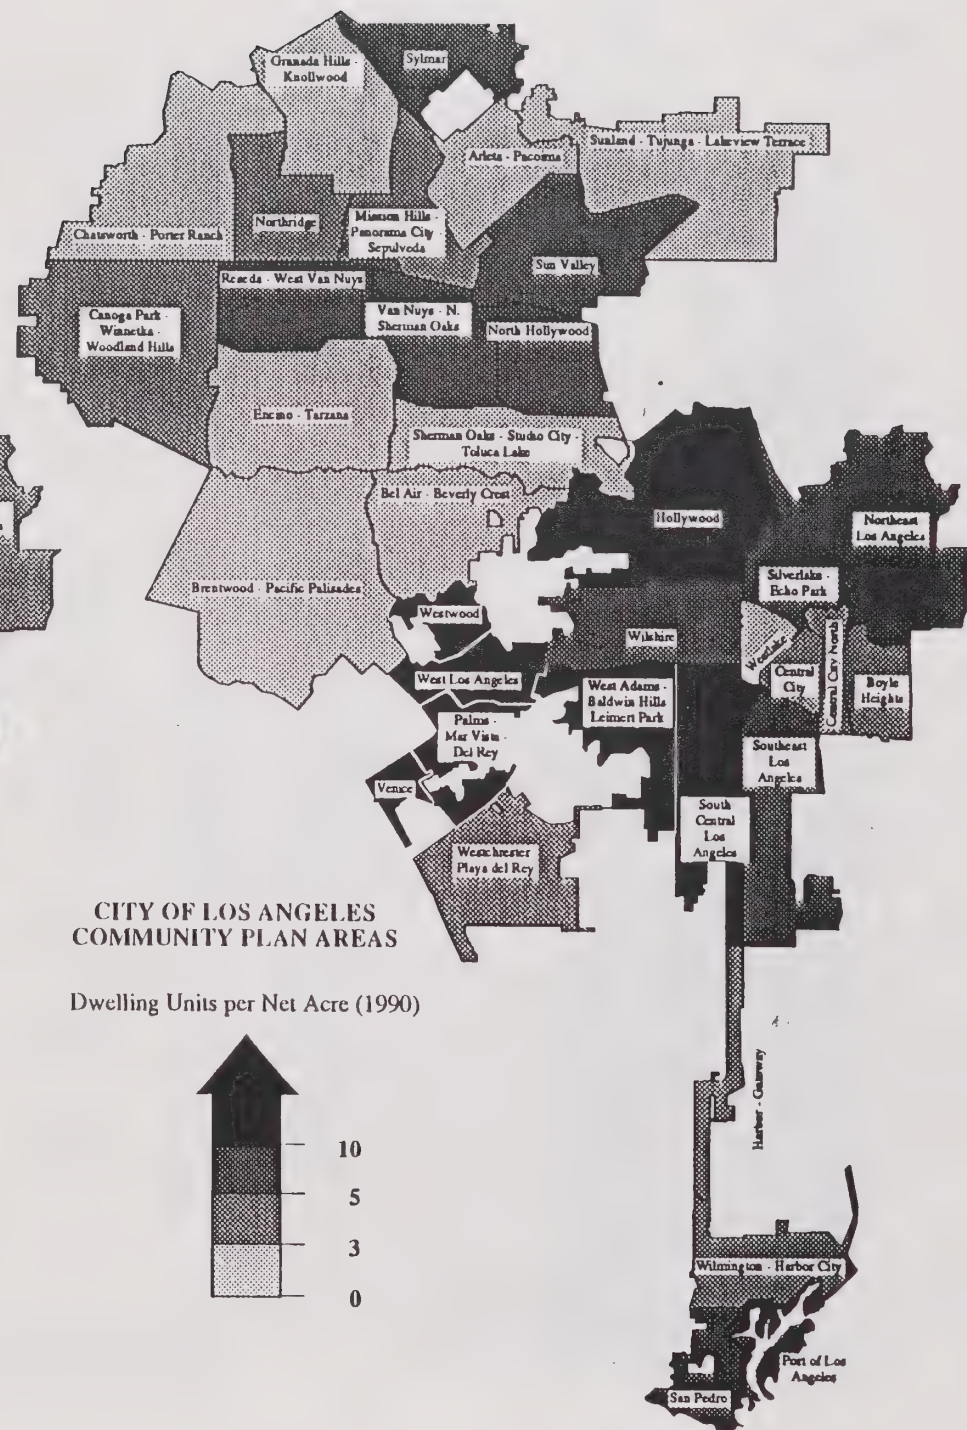 Granada Hills -
Knollwood
Sylmar
Arleta - Pacoima
Sunland - Tujunga - Lakeview Terrace
Chatsworth - Porter Ranch
Northridge
Mission Hills -
Panorama City -
Sepulveda
Sun Valley
Reseda - West Van Nuys
Canoga Park -
Winnetka -
Woodland Hills
Van Nuys - N.
Sherman Oaks
North Hollywood
Encino - Tarzana
Sherman Oaks - Studio City -
Toluca Lake
Bel Air - Beverly Crest
Hollywood
Northeast
Los Angeles
Brentwood - Pacific Palisades
Silverlake -
Echo Park
Westwood
Wilshire
Westlake
Central
City
Central City North
Boyle
Heights
West Los Angeles
West Adams -
Baldwin Hills
Leimert Park
Palms -
Mar Vista -
Del Rey
Southeast
Los
Angeles
Venice
South
Central
Los
Angeles
Westchester
Playa del Rey
CITY OF LOS ANGELES
COMMUNITY PLAN AREAS
Dwelling Units per Net Acre (1990)
10
5
3
0
Harbor - Gateway
Wilmington - Harbor City
Port of Los
Angeles
San Pedro